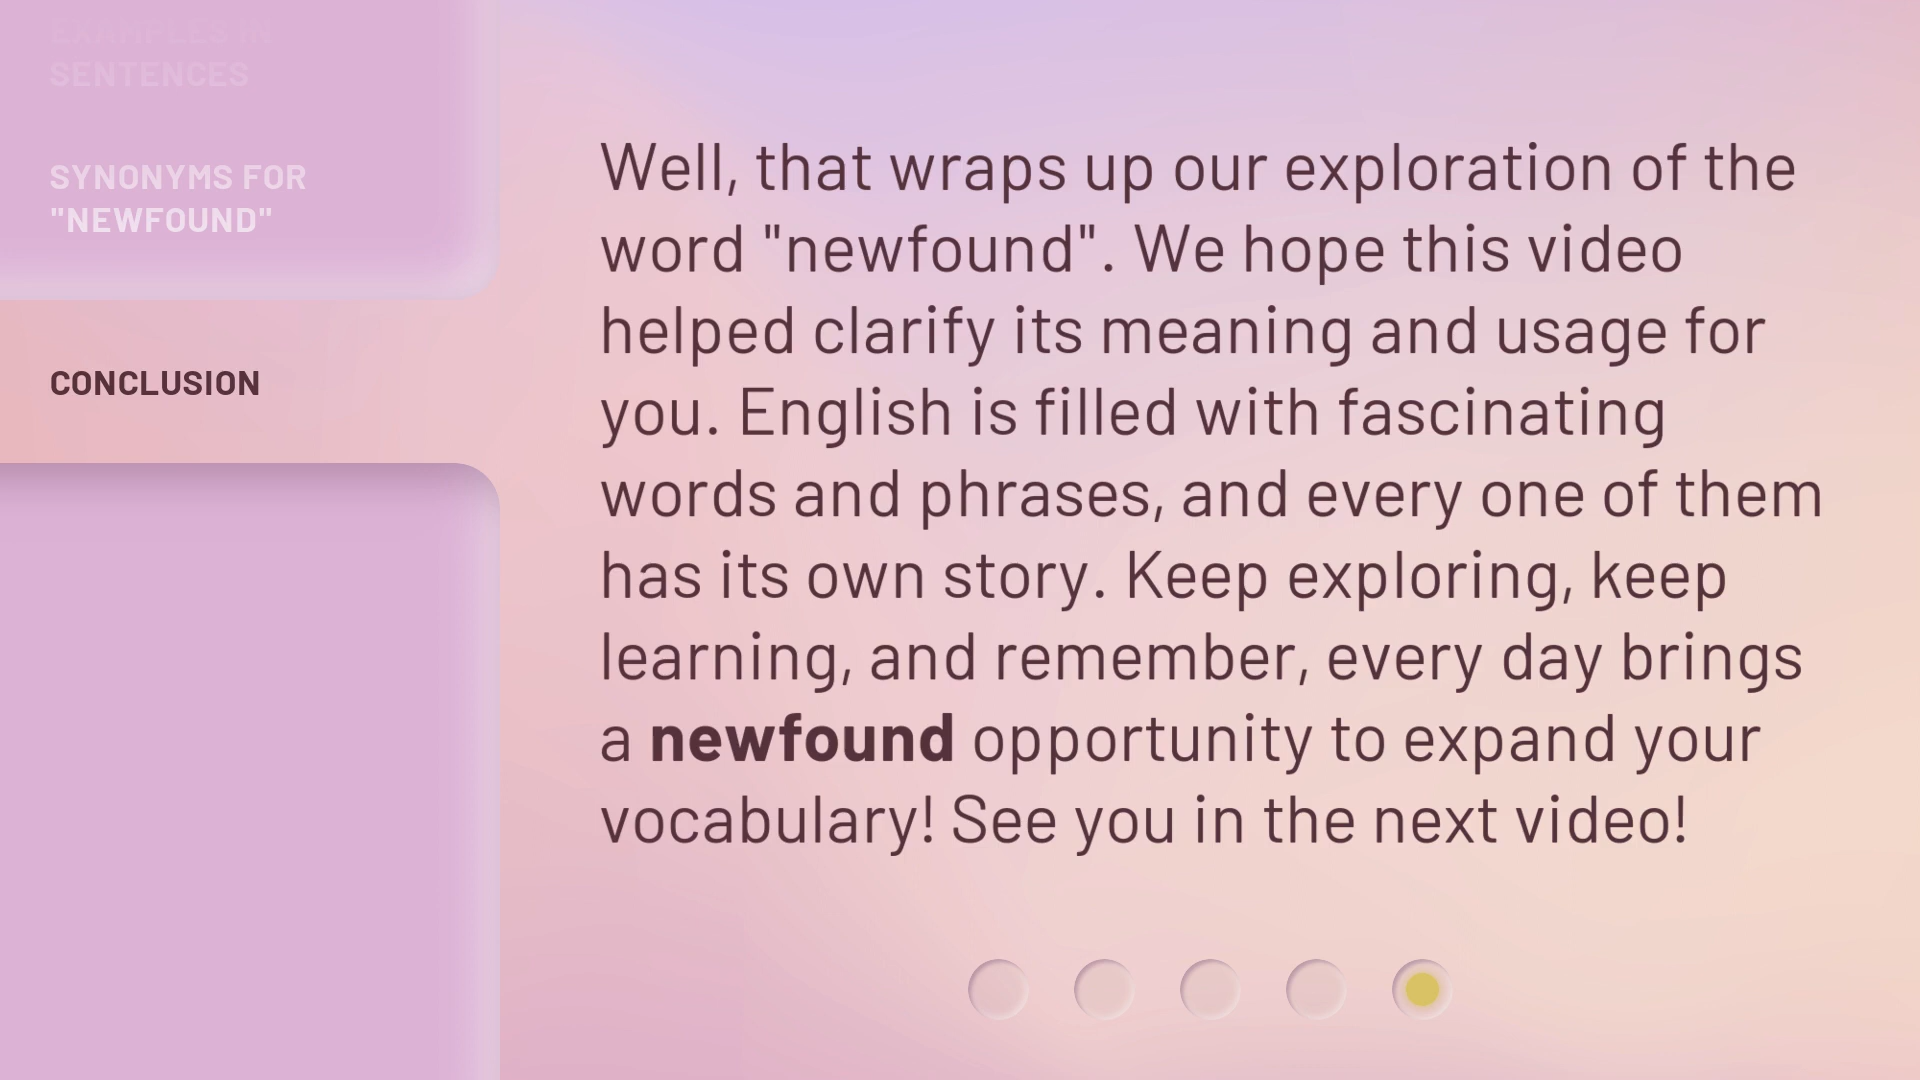 EXAMPLES IN
SENTENCES
SYNONYMS FOR
"NEWFOUND"
CONCLUSION
Well, that wraps up our exploration of the
word "newfound". We hope this video
helped clarify its meaning and usage for
you. English is filled with fascinating
words and phrases, and every one of them
has its own story. Keep exploring, keep
learning, and remember, every day brings
a newfound opportunity to expand your
vocabulary! See you in the next video!